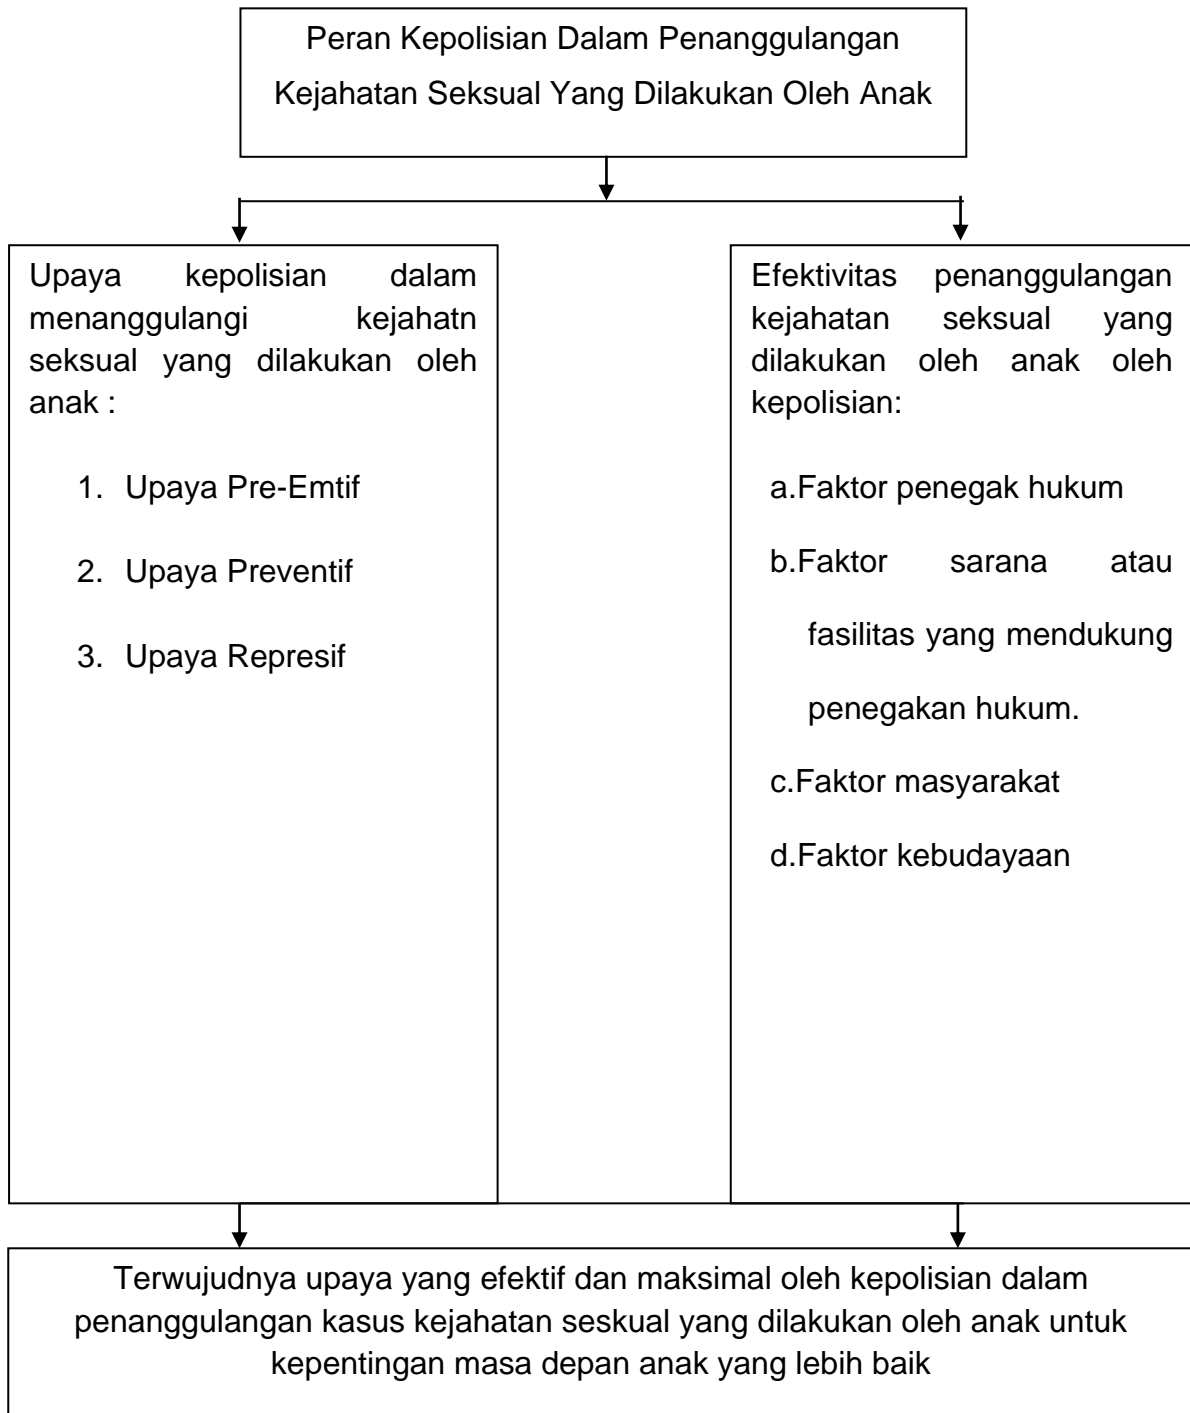 Peran Kepolisian Dalam Penanggulangan
Kejahatan Seksual Yang Dilakukan Oleh Anak
Upaya kepolisian dalam
menanggulangi kejahatn
seksual yang dilakukan oleh
anak :
1. Upaya Pre-Emtif
2. Upaya Preventif
3. Upaya Represif
Efektivitas penanggulangan
kejahatan seksual yang
dilakukan oleh anak oleh
kepolisian:
a.Faktor penegak hukum
b.Faktor sarana atau
fasilitas yang mendukung
penegakan hukum.
c.Faktor masyarakat
d.Faktor kebudayaan
Terwujudnya upaya yang efektif dan maksimal oleh kepolisian dalam
penanggulangan kasus kejahatan seskual yang dilakukan oleh anak untuk
kepentingan masa depan anak yang lebih baik